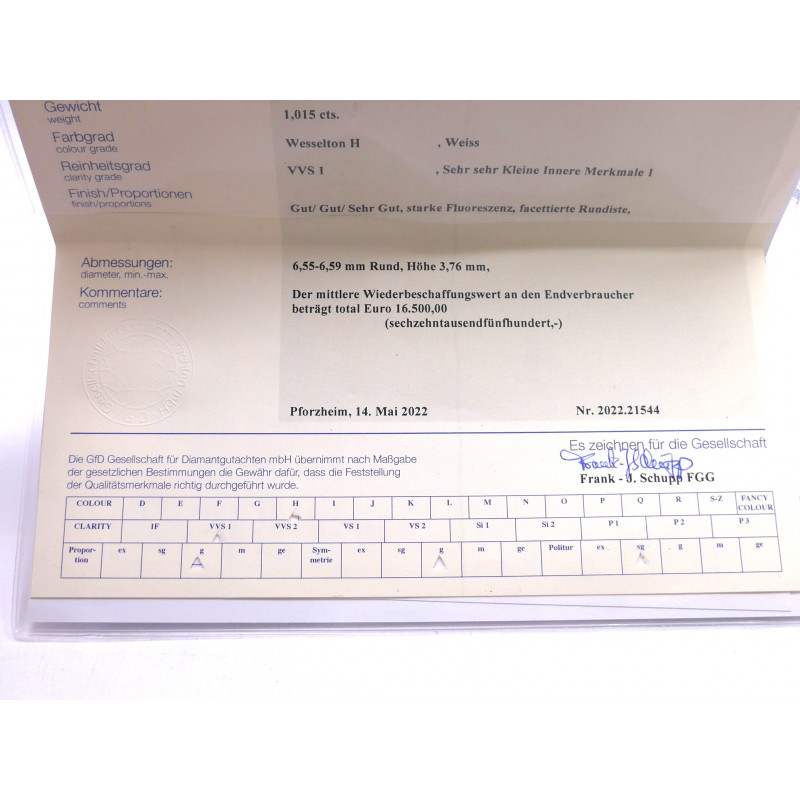 Gewicht 1,015 cts.
weight
Farbgrad Wesselton H , Weiss
colour grade
Reinheitsgrad VVS 1 , Sehr sehr Kleine Innere Merkmale 1
clarity grade
Finish/Proportionen
finish/proportions Gut/ Gut/ Sehr Gut, starke Fluoreszenz, facettierte Rundiste,
Abmessungen: 6,55-6,59 mm Rund, Höhe 3,76 mm,
diameter, min.-max.
Kommentare: Der mittlere Wiederbeschaffungswert an den Endverbraucher
comments beträgt total Euro 16.500,00
(sechzehntausendfünfhundert,-)
Pforzheim, 14. Mai 2022 Nr. 2022.21544
Es zeichnen für die Gesellschaft
Die GfD Gesellschaft für Diamantgutachten mbH übernimmt nach Maßgabe
der gesetzlichen Bestimmungen die Gewähr dafür, dass die Feststellung
der Qualitätsmerkmale richtig durchgeführt wurde.
Frank - J. Schupp FGG
COLOUR D E F G H I J K L M N O P Q R S-Z FANCY COLOUR
CLARITY IF VVS 1 VVS 2 VS 1 VS 2 Si 1 Si 2 P 1 P 2 P 3
Propor-tion ex sg g m ge Sym-metrie ex sg g m ge Politur ex sg g m ge